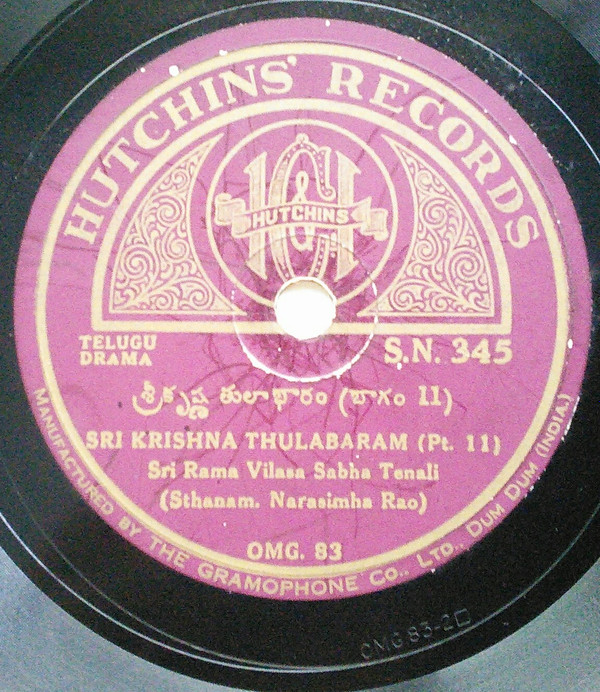 HUTCHINS' RECORDS
HUTCHINS
TELUGU
DRAMA
S.N. 345
శ్రీకృష్ణ తులాభారం (భాగం 11)
SRI KRISHNA THULABARAM (Pt. 11)
Sri Rama Vilasa Sabha Tenali
(Sthanam. Narasimha Rao)
OMG. 83
MANUFACTURED BY THE GRAMOPHONE CO., LTD., DUM DUM (INDIA.)
OMG 83-2□